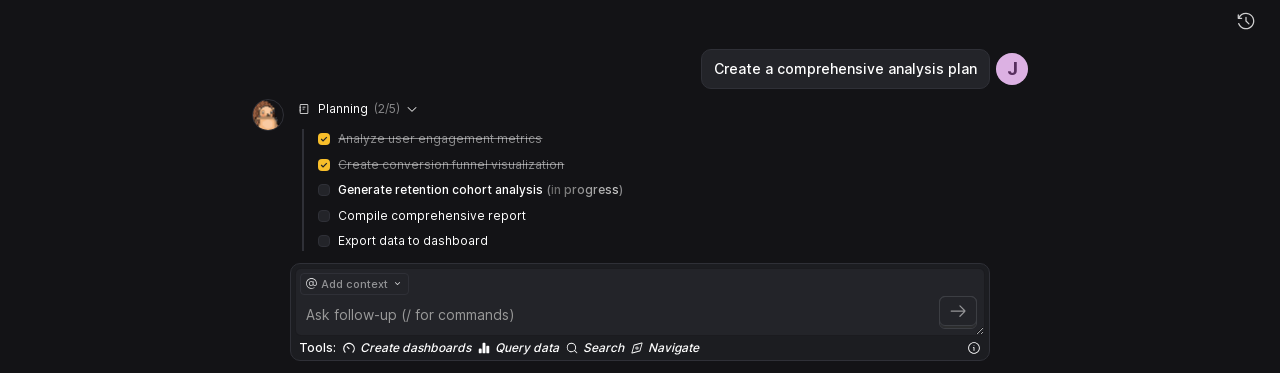 Create a comprehensive analysis plan
J
Planning (2/5)
Analyze user engagement metrics
Create conversion funnel visualization
Generate retention cohort analysis (in progress)
Compile comprehensive report
Export data to dashboard
@ Add context
Ask follow-up (/ for commands)
Tools: Create dashboards Query data Search Navigate